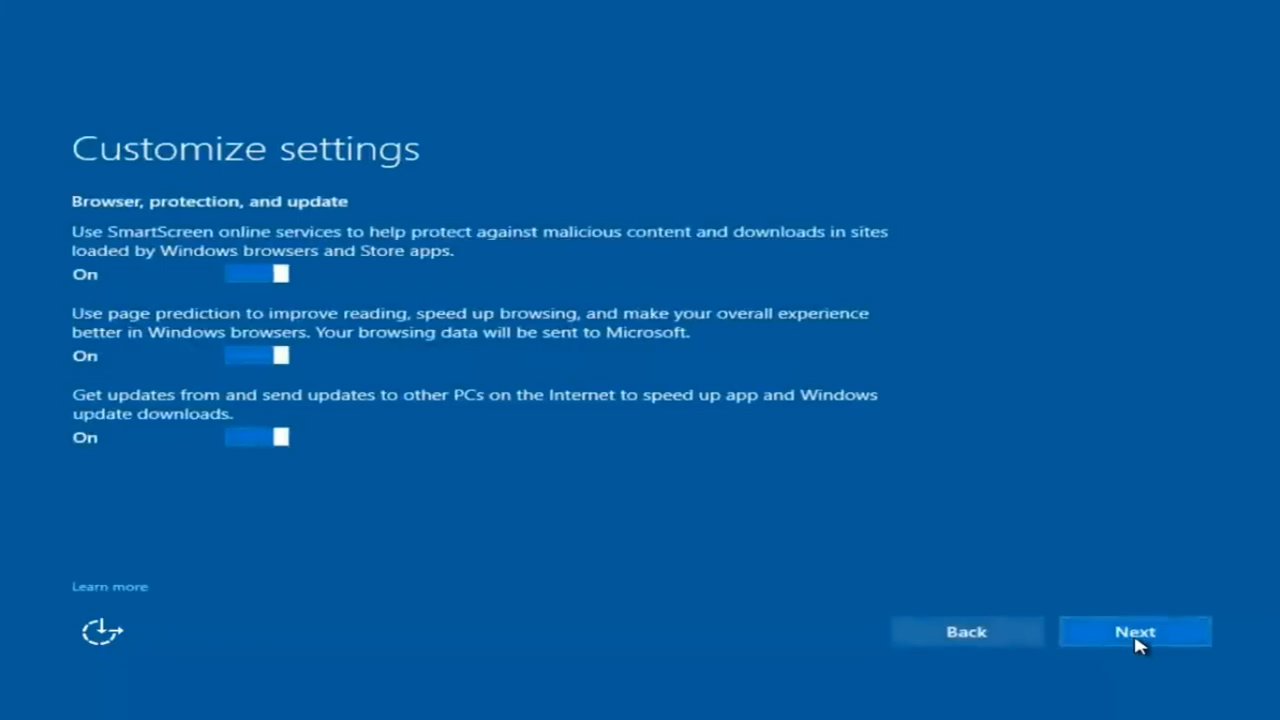 Customize settings
Browser, protection, and update
Use SmartScreen online services to help protect against malicious content and downloads in sites
loaded by Windows browsers and Store apps.
On
Use page prediction to improve reading, speed up browsing, and make your overall experience
better in Windows browsers. Your browsing data will be sent to Microsoft.
On
Get updates from and send updates to other PCs on the Internet to speed up app and Windows
update downloads.
On
Learn more
Back
Next